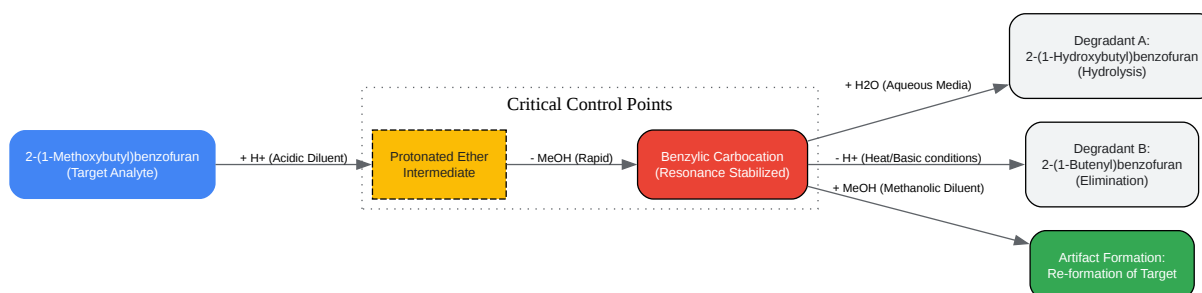 Critical Control Points
2-(1-Methoxybutyl)benzofuran
(Target Analyte)
+ H+ (Acidic Diluent)
Protonated Ether
Intermediate
- MeOH (Rapid)
Benzylic Carbocation
(Resonance Stabilized)
+ H2O (Aqueous Media)
- H+ (Heat/Basic conditions)
+ MeOH (Methanolic Diluent)
Degradant A:
2-(1-Hydroxybutyl)benzofuran
(Hydrolysis)
Degradant B:
2-(1-Butenyl)benzofuran
(Elimination)
Artifact Formation:
Re-formation of Target